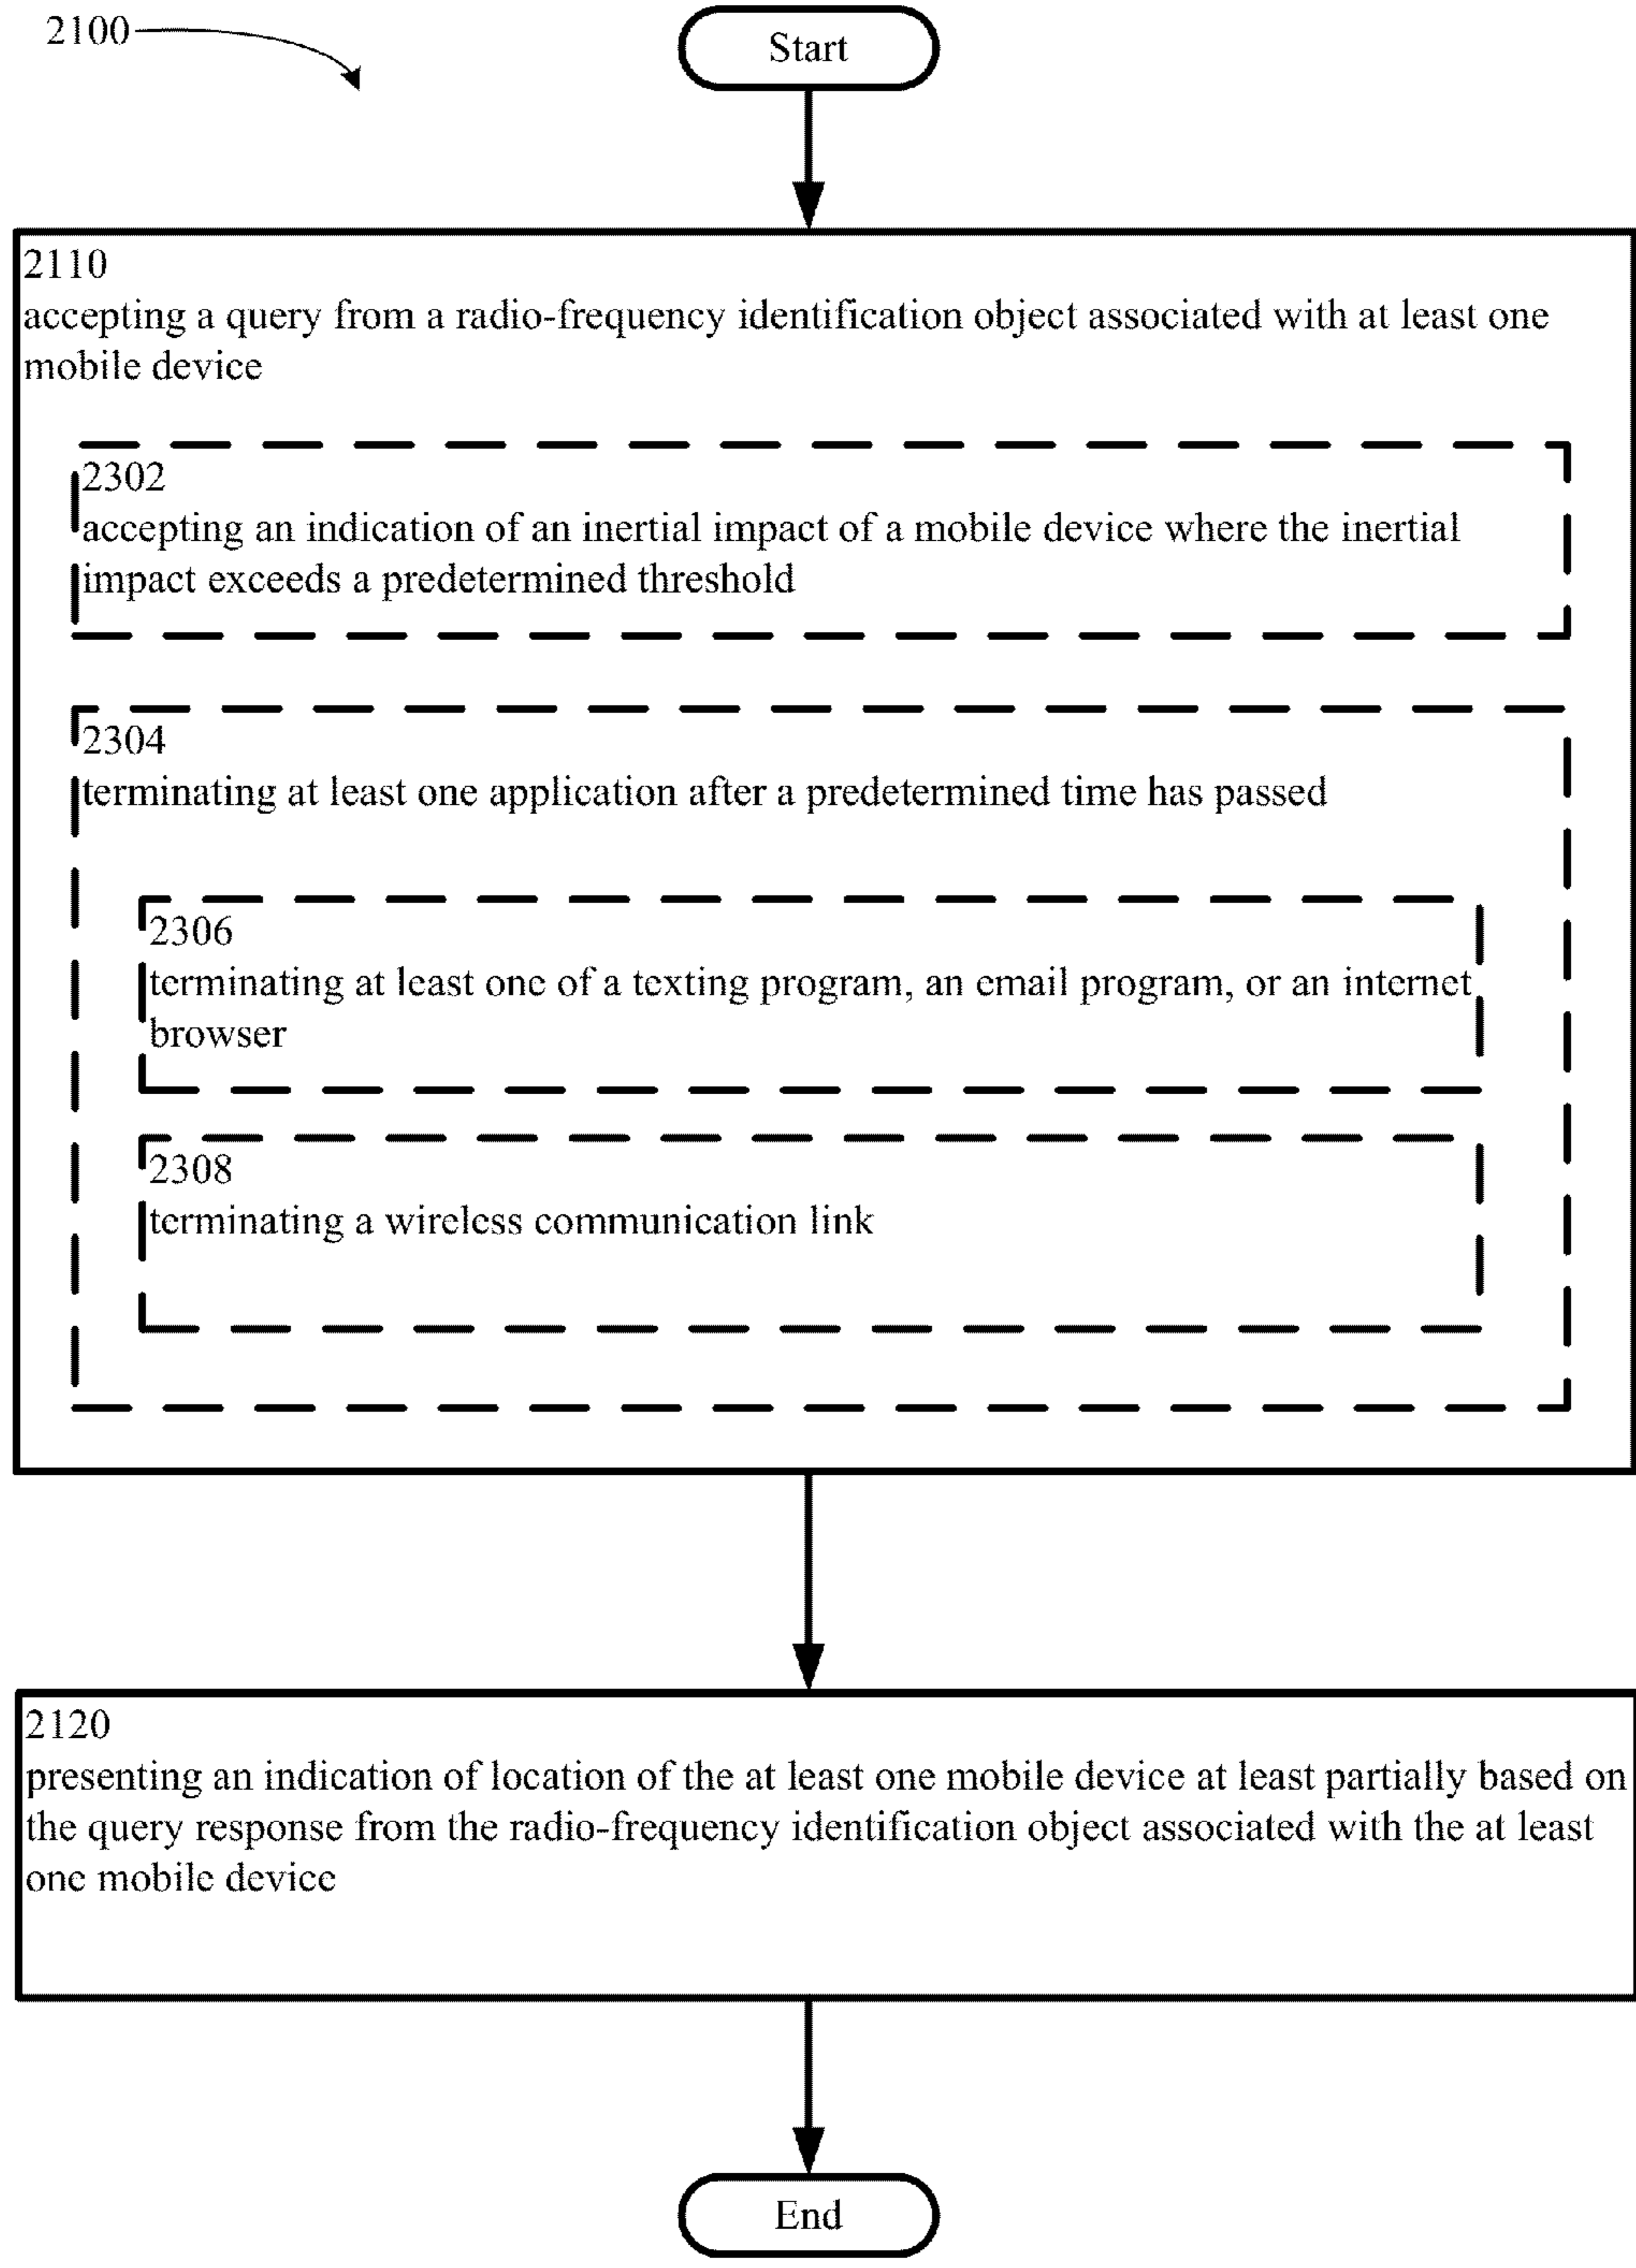 2100
Start
2110
accepting a query from a radio-frequency identification object associated with at least one
mobile device
2302
accepting an indication of an inertial impact of a mobile device where the inertial
impact exceeds a predetermined threshold
2304
terminating at least one application after a predetermined time has passed
2306
terminating at least one of a texting program, an email program, or an internet
browser
2308
terminating a wireless communication link
2120
presenting an indication of location of the at least one mobile device at least partially based on
the query response from the radio-frequency identification object associated with the at least
one mobile device
End